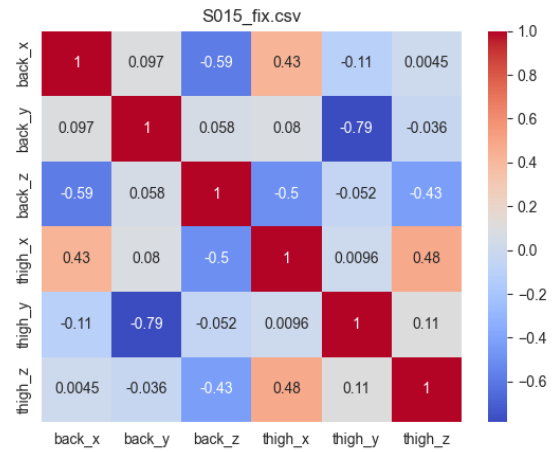 S015_fix.csv
back_x 1 0.097 -0.59 0.43 -0.11 0.0045
back_y 0.097 1 0.058 0.08 -0.79 -0.036
back_z -0.59 0.058 1 -0.5 -0.052 -0.43
thigh_x 0.43 0.08 -0.5 1 0.0096 0.48
thigh_y -0.11 -0.79 -0.052 0.0096 1 0.11
thigh_z 0.0045 -0.036 -0.43 0.48 0.11 1
back_x back_y back_z thigh_x thigh_y thigh_z
1.0
0.8
0.6
0.4
0.2
0.0
-0.2
-0.4
-0.6